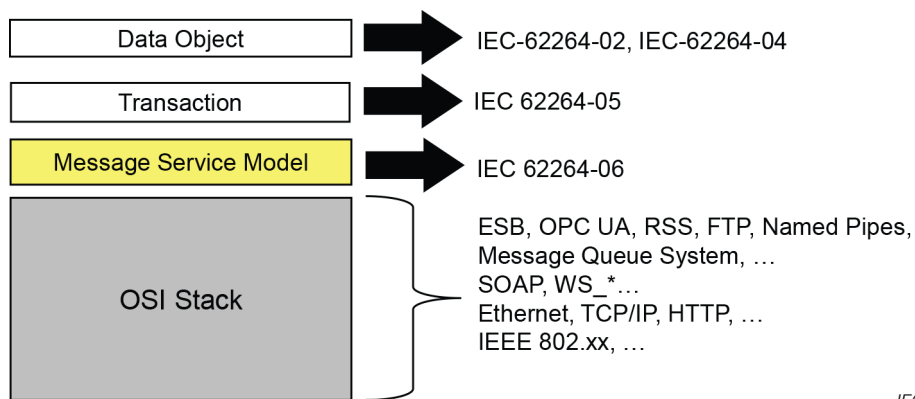 Data Object
IEC-62264-02, IEC-62264-04
Transaction
IEC 62264-05
Message Service Model
IEC 62264-06
OSI Stack
ESB, OPC UA, RSS, FTP, Named Pipes,
Message Queue System, …
SOAP, WS_*…
Ethernet, TCP/IP, HTTP, …
IEEE 802.xx, …